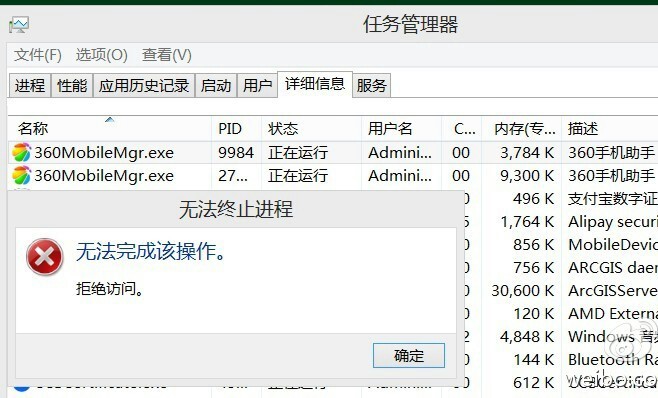 任务管理器
文件(F) 选项(O) 查看(V)
进程 性能 应用历史记录 启动 用户 详细信息 服务
名称 PID 状态 用户名 C... 内存(专... 描述
360MobileMgr.exe 9984 正在运行 Admini... 00 3,784 K 360手机助手
360MobileMgr.exe 27... 正在运行 Admini... 00 9,300 K 360手机助手
496 K 支付宝数字证
1,764 K Alipay securi
856 K MobileDevic
756 K ARCGIS daer
30,600 K ArcGISServe
120 K AMD Externa
4,848 K Windows 音频
144 K Bluetooth Ra
612 K
无法终止进程
无法完成该操作。
拒绝访问。
确定
weibo.co